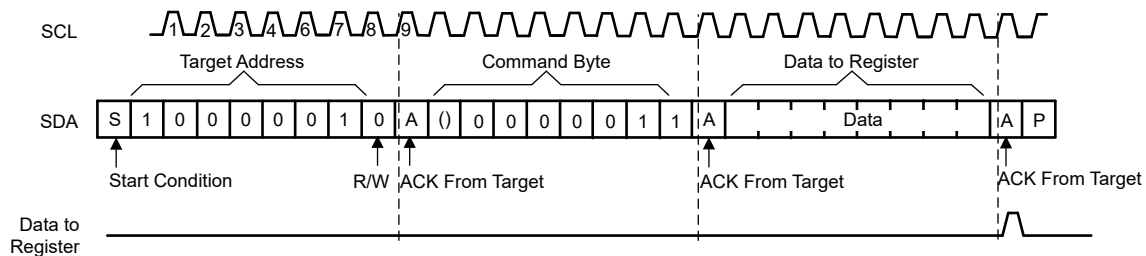 SCL 1 2 3 4 6 7 8 9
Target Address Command Byte Data to Register
SDA S 1 0 0 0 0 0 1 0 A () 0 0 0 0 0 1 1 A Data A P
Start Condition R/W ACK From Target ACK From Target ACK From Target
Data to
Register